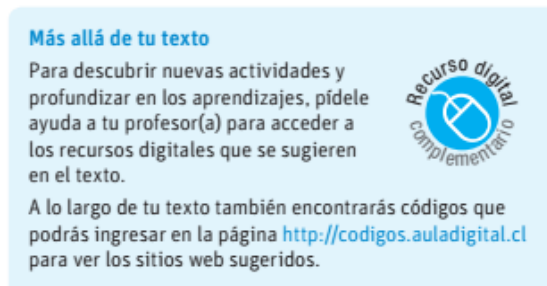 Más allá de tu texto
Para descubrir nuevas actividades y
profundizar en los aprendizajes, pídele
ayuda a tu profesor(a) para acceder a
los recursos digitales que se sugieren
en el texto.
Recurso digital
complementario
A lo largo de tu texto también encontrarás códigos que
podrás ingresar en la página http://codigos.auladigital.cl
para ver los sitios web sugeridos.